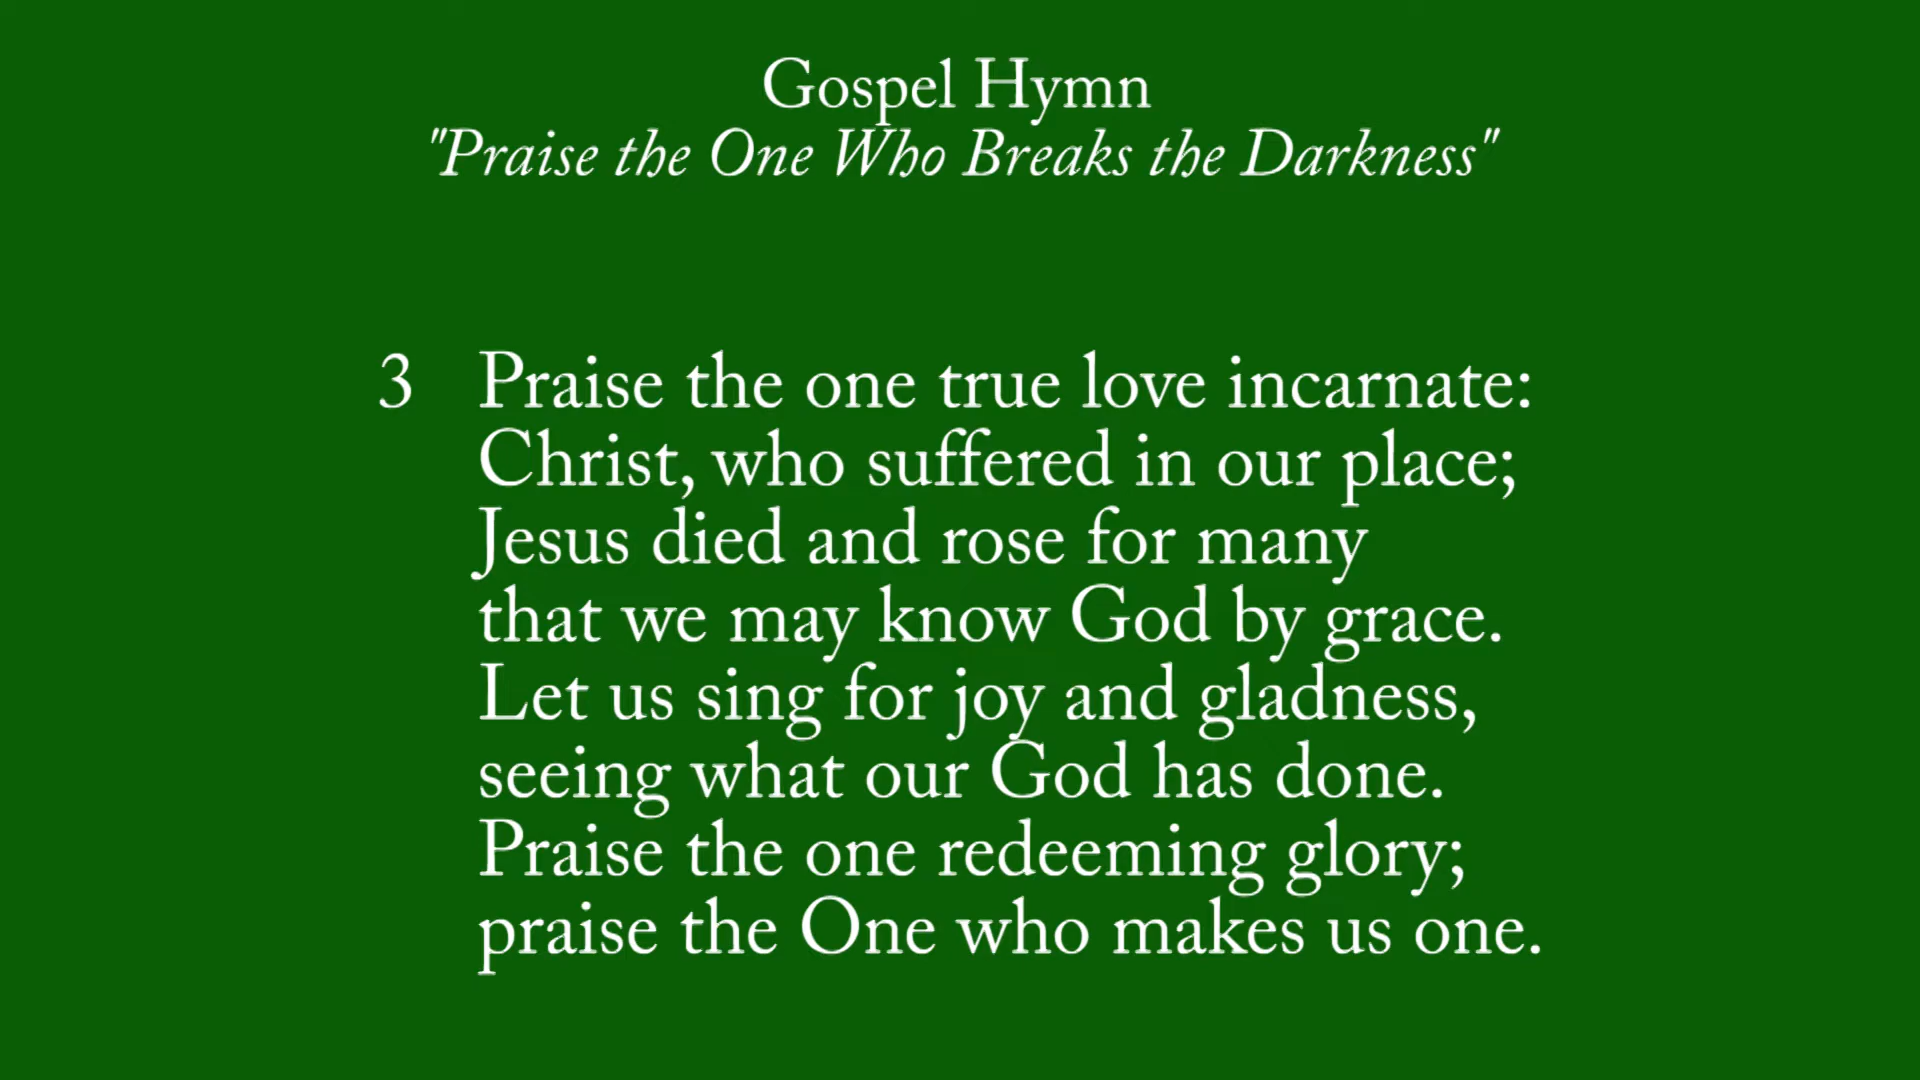 Gospel Hymn
"Praise the One Who Breaks the Darkness"
3 Praise the one true love incarnate:
Christ, who suffered in our place;
Jesus died and rose for many
that we may know God by grace.
Let us sing for joy and gladness,
seeing what our God has done.
Praise the one redeeming glory;
praise the One who makes us one.